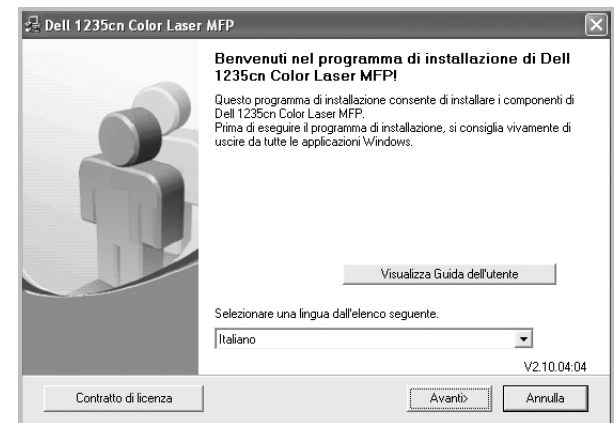 Dell 1235cn Color Laser MFP
Benvenuti nel programma di installazione di Dell
1235cn Color Laser MFP!
Questo programma di installazione consente di installare i componenti di
Dell 1235cn Color Laser MFP.
Prima di eseguire il programma di installazione, si consiglia vivamente di
uscire da tutte le applicazioni Windows.
Visualizza Guida dell'utente
Selezionare una lingua dall'elenco seguente.
Italiano
V2.10.04:04
Contratto di licenza
Avanti>
Annulla